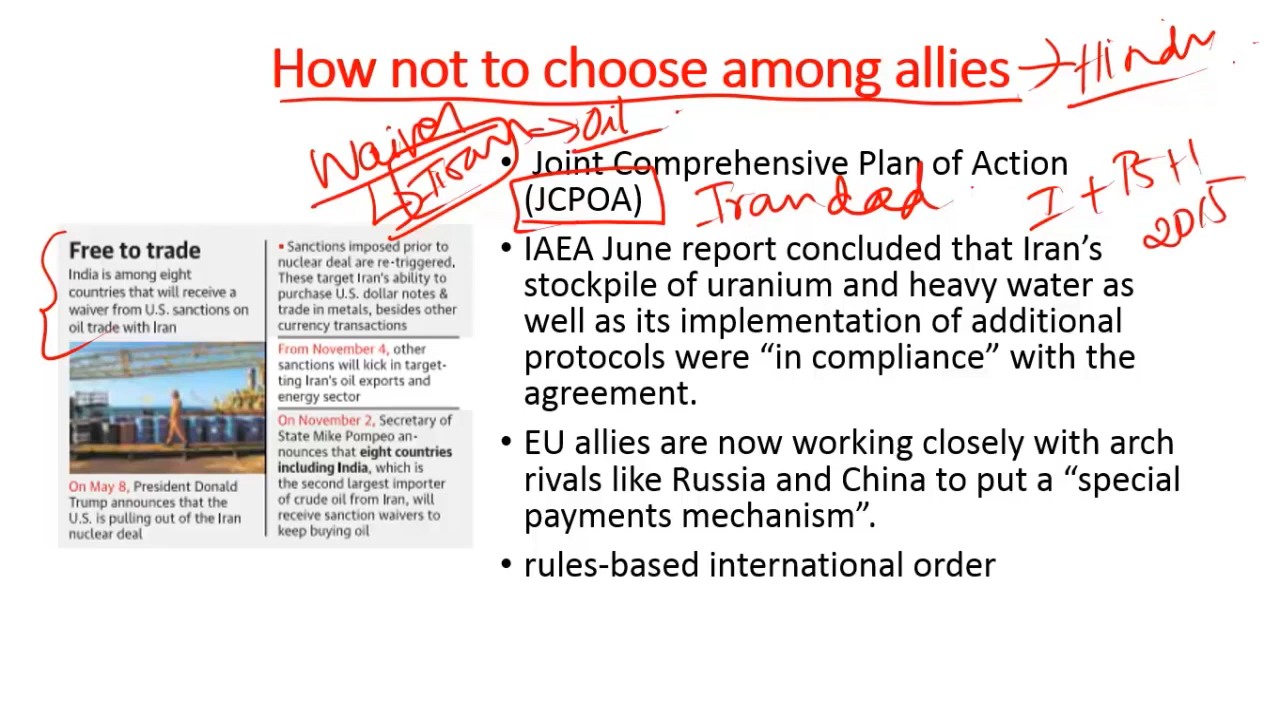 How not to choose among allies → Hindu
Waiver
→ Iran → Oil
• Joint Comprehensive Plan of Action
(JCPOA) Iran deal I + P5+1
2015
• IAEA June report concluded that Iran's
stockpile of uranium and heavy water as
well as its implementation of additional
protocols were “in compliance” with the
agreement.
• EU allies are now working closely with arch
rivals like Russia and China to put a “special
payments mechanism”.
• rules-based international order
Free to trade
India is among eight
countries that will receive a
waiver from U.S. sanctions on
oil trade with Iran
On May 8, President Donald
Trump announces that the
U.S. is pulling out of the Iran
nuclear deal
▪ Sanctions imposed prior to
nuclear deal are re-triggered.
These target Iran's ability to
purchase U.S. dollar notes &
trade in metals, besides other
currency transactions
From November 4, other
sanctions will kick in target-
ting Iran's oil exports and
energy sector
On November 2, Secretary of
State Mike Pompeo an-
nounces that eight countries
including India, which is
the second largest importer
of crude oil from Iran, will
receive sanction waivers to
keep buying oil